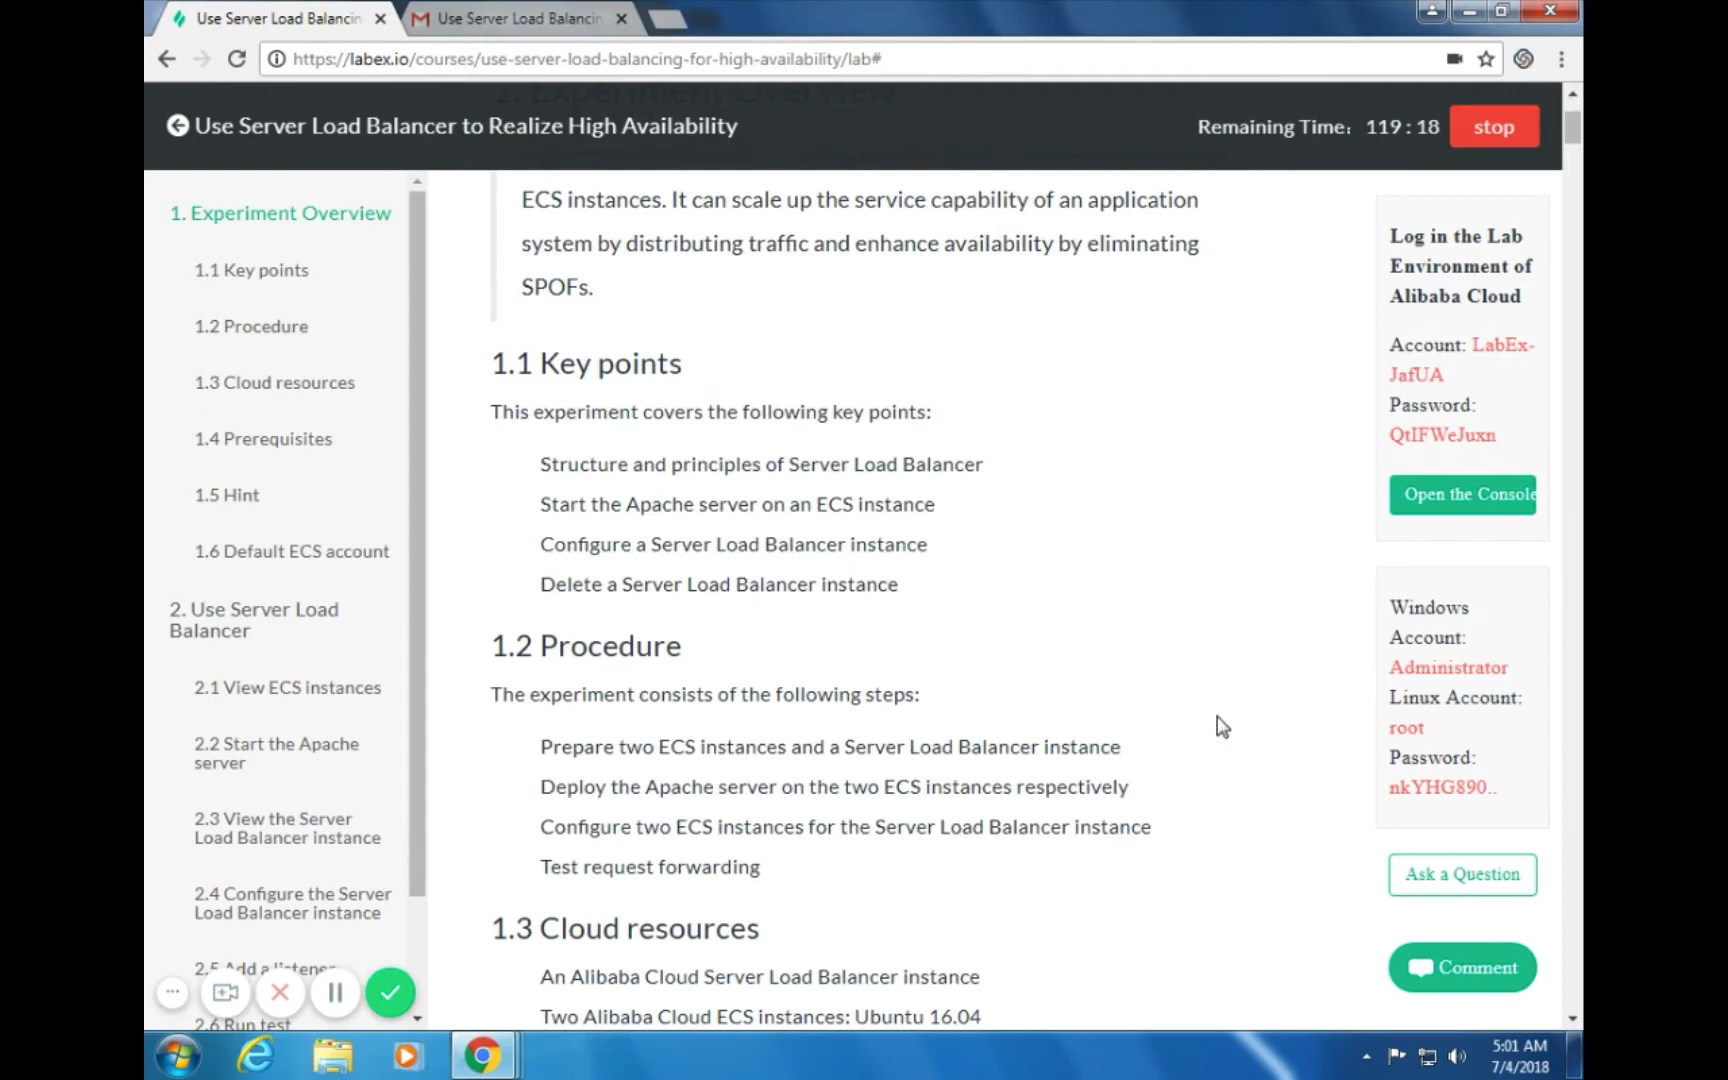 Use Server Load Balancin
Use Server Load Balancin
https://labex.io/courses/use-server-load-balancing-for-high-availability/lab#
1. Experiment Overview
Use Server Load Balancer to Realize High Availability
Remaining Time: 119 : 18
stop
1. Experiment Overview
1.1 Key points
1.2 Procedure
1.3 Cloud resources
1.4 Prerequisites
1.5 Hint
1.6 Default ECS account
2. Use Server Load
Balancer
2.1 View ECS instances
2.2 Start the Apache
server
2.3 View the Server
Load Balancer instance
2.4 Configure the Server
Load Balancer instance
2.5 Add a listener
2.6 Run test
ECS instances. It can scale up the service capability of an application
system by distributing traffic and enhance availability by eliminating
SPOFs.
1.1 Key points
This experiment covers the following key points:
Structure and principles of Server Load Balancer
Start the Apache server on an ECS instance
Configure a Server Load Balancer instance
Delete a Server Load Balancer instance
1.2 Procedure
The experiment consists of the following steps:
Prepare two ECS instances and a Server Load Balancer instance
Deploy the Apache server on the two ECS instances respectively
Configure two ECS instances for the Server Load Balancer instance
Test request forwarding
1.3 Cloud resources
An Alibaba Cloud Server Load Balancer instance
Two Alibaba Cloud ECS instances: Ubuntu 16.04
Log in the Lab
Environment of
Alibaba Cloud
Account: LabEx-
JafUA
Password:
QtIFWeJuxn
Open the Console
Windows
Account:
Administrator
Linux Account:
root
Password:
nkYHG890..
Ask a Question
Comment
5:01 AM
7/4/2018